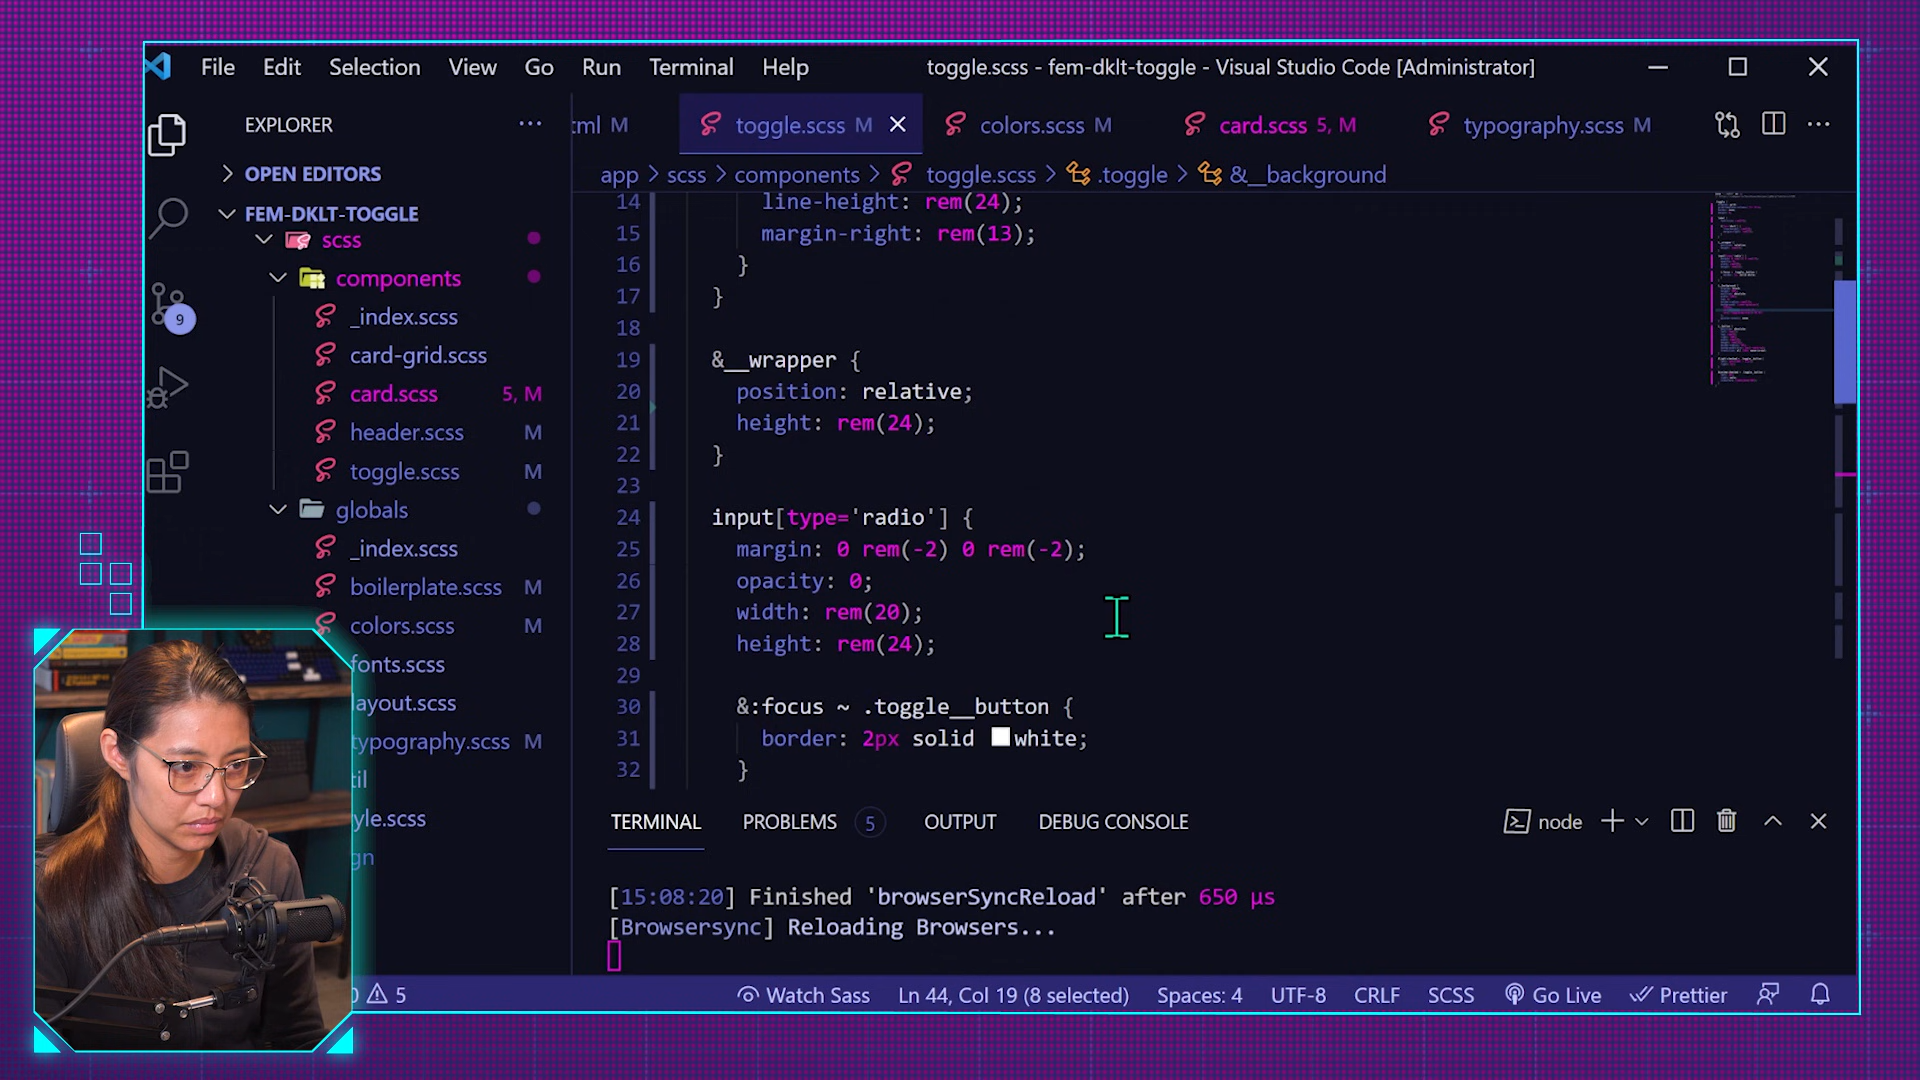 File Edit Selection View Go Run Terminal Help toggle.scss - fem-dklt-toggle - Visual Studio Code [Administrator]
EXPLORER
tml M toggle.scss M colors.scss M card.scss 5, M typography.scss M
OPEN EDITORS
app > scss > components > toggle.scss > .toggle > &__background
FEM-DKLT-TOGGLE
scss
components
_index.scss
card-grid.scss
card.scss 5, M
header.scss M
toggle.scss M
globals
_index.scss
boilerplate.scss M
colors.scss M
fonts.scss
layout.scss
typography.scss M
til
yle.scss
gn
9
14 line-height: rem(24);
15 margin-right: rem(13);
16 }
17 }
18
19 &__wrapper {
20 position: relative;
21 height: rem(24);
22 }
23
24 input[type='radio'] {
25 margin: 0 rem(-2) 0 rem(-2);
26 opacity: 0;
27 width: rem(20);
28 height: rem(24);
29
30 &:focus ~ .toggle__button {
31 border: 2px solid white;
32 }
TERMINAL PROBLEMS 5 OUTPUT DEBUG CONSOLE node
[15:08:20] Finished 'browserSyncReload' after 650 μs
[Browsersync] Reloading Browsers...
0 5 Watch Sass Ln 44, Col 19 (8 selected) Spaces: 4 UTF-8 CRLF SCSS Go Live Prettier